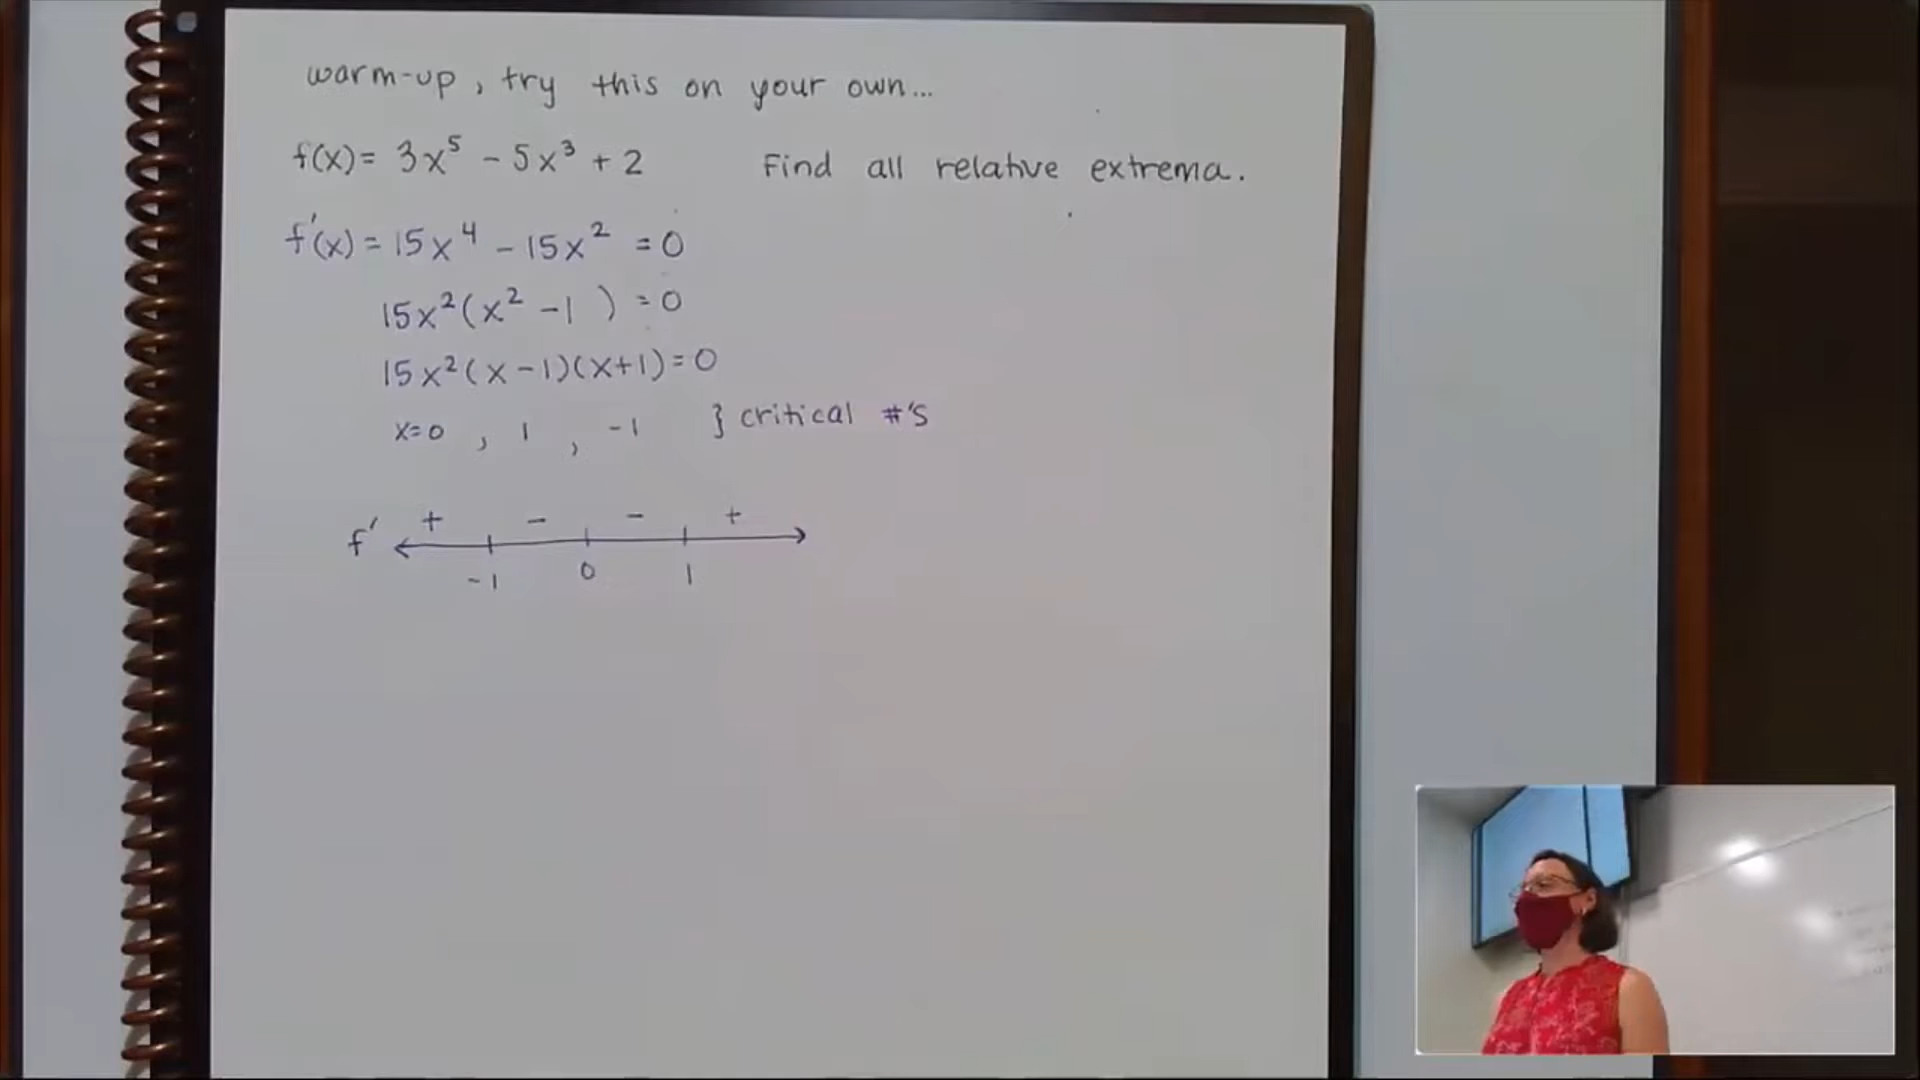 warm-up, try this on your own...
f(x) = 3x⁵ - 5x³ + 2 Find all relative extrema.
f'(x) = 15x⁴ - 15x² = 0
15x²(x² - 1) = 0
15x²(x - 1)(x+1) = 0
x=0, 1, -1 } critical #'s
+ - - +
f'
-1 0 1